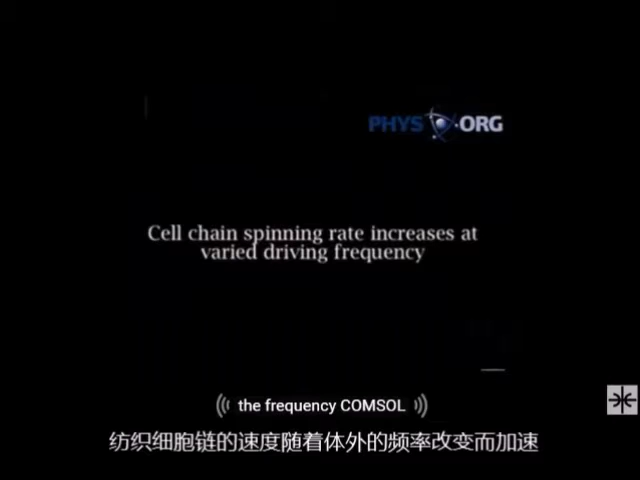 PHYS ORG
Cell chain spinning rate increases at
varied driving frequency
the frequency COMSOL
纺织细胞链的速度随着体外的频率改变而加速